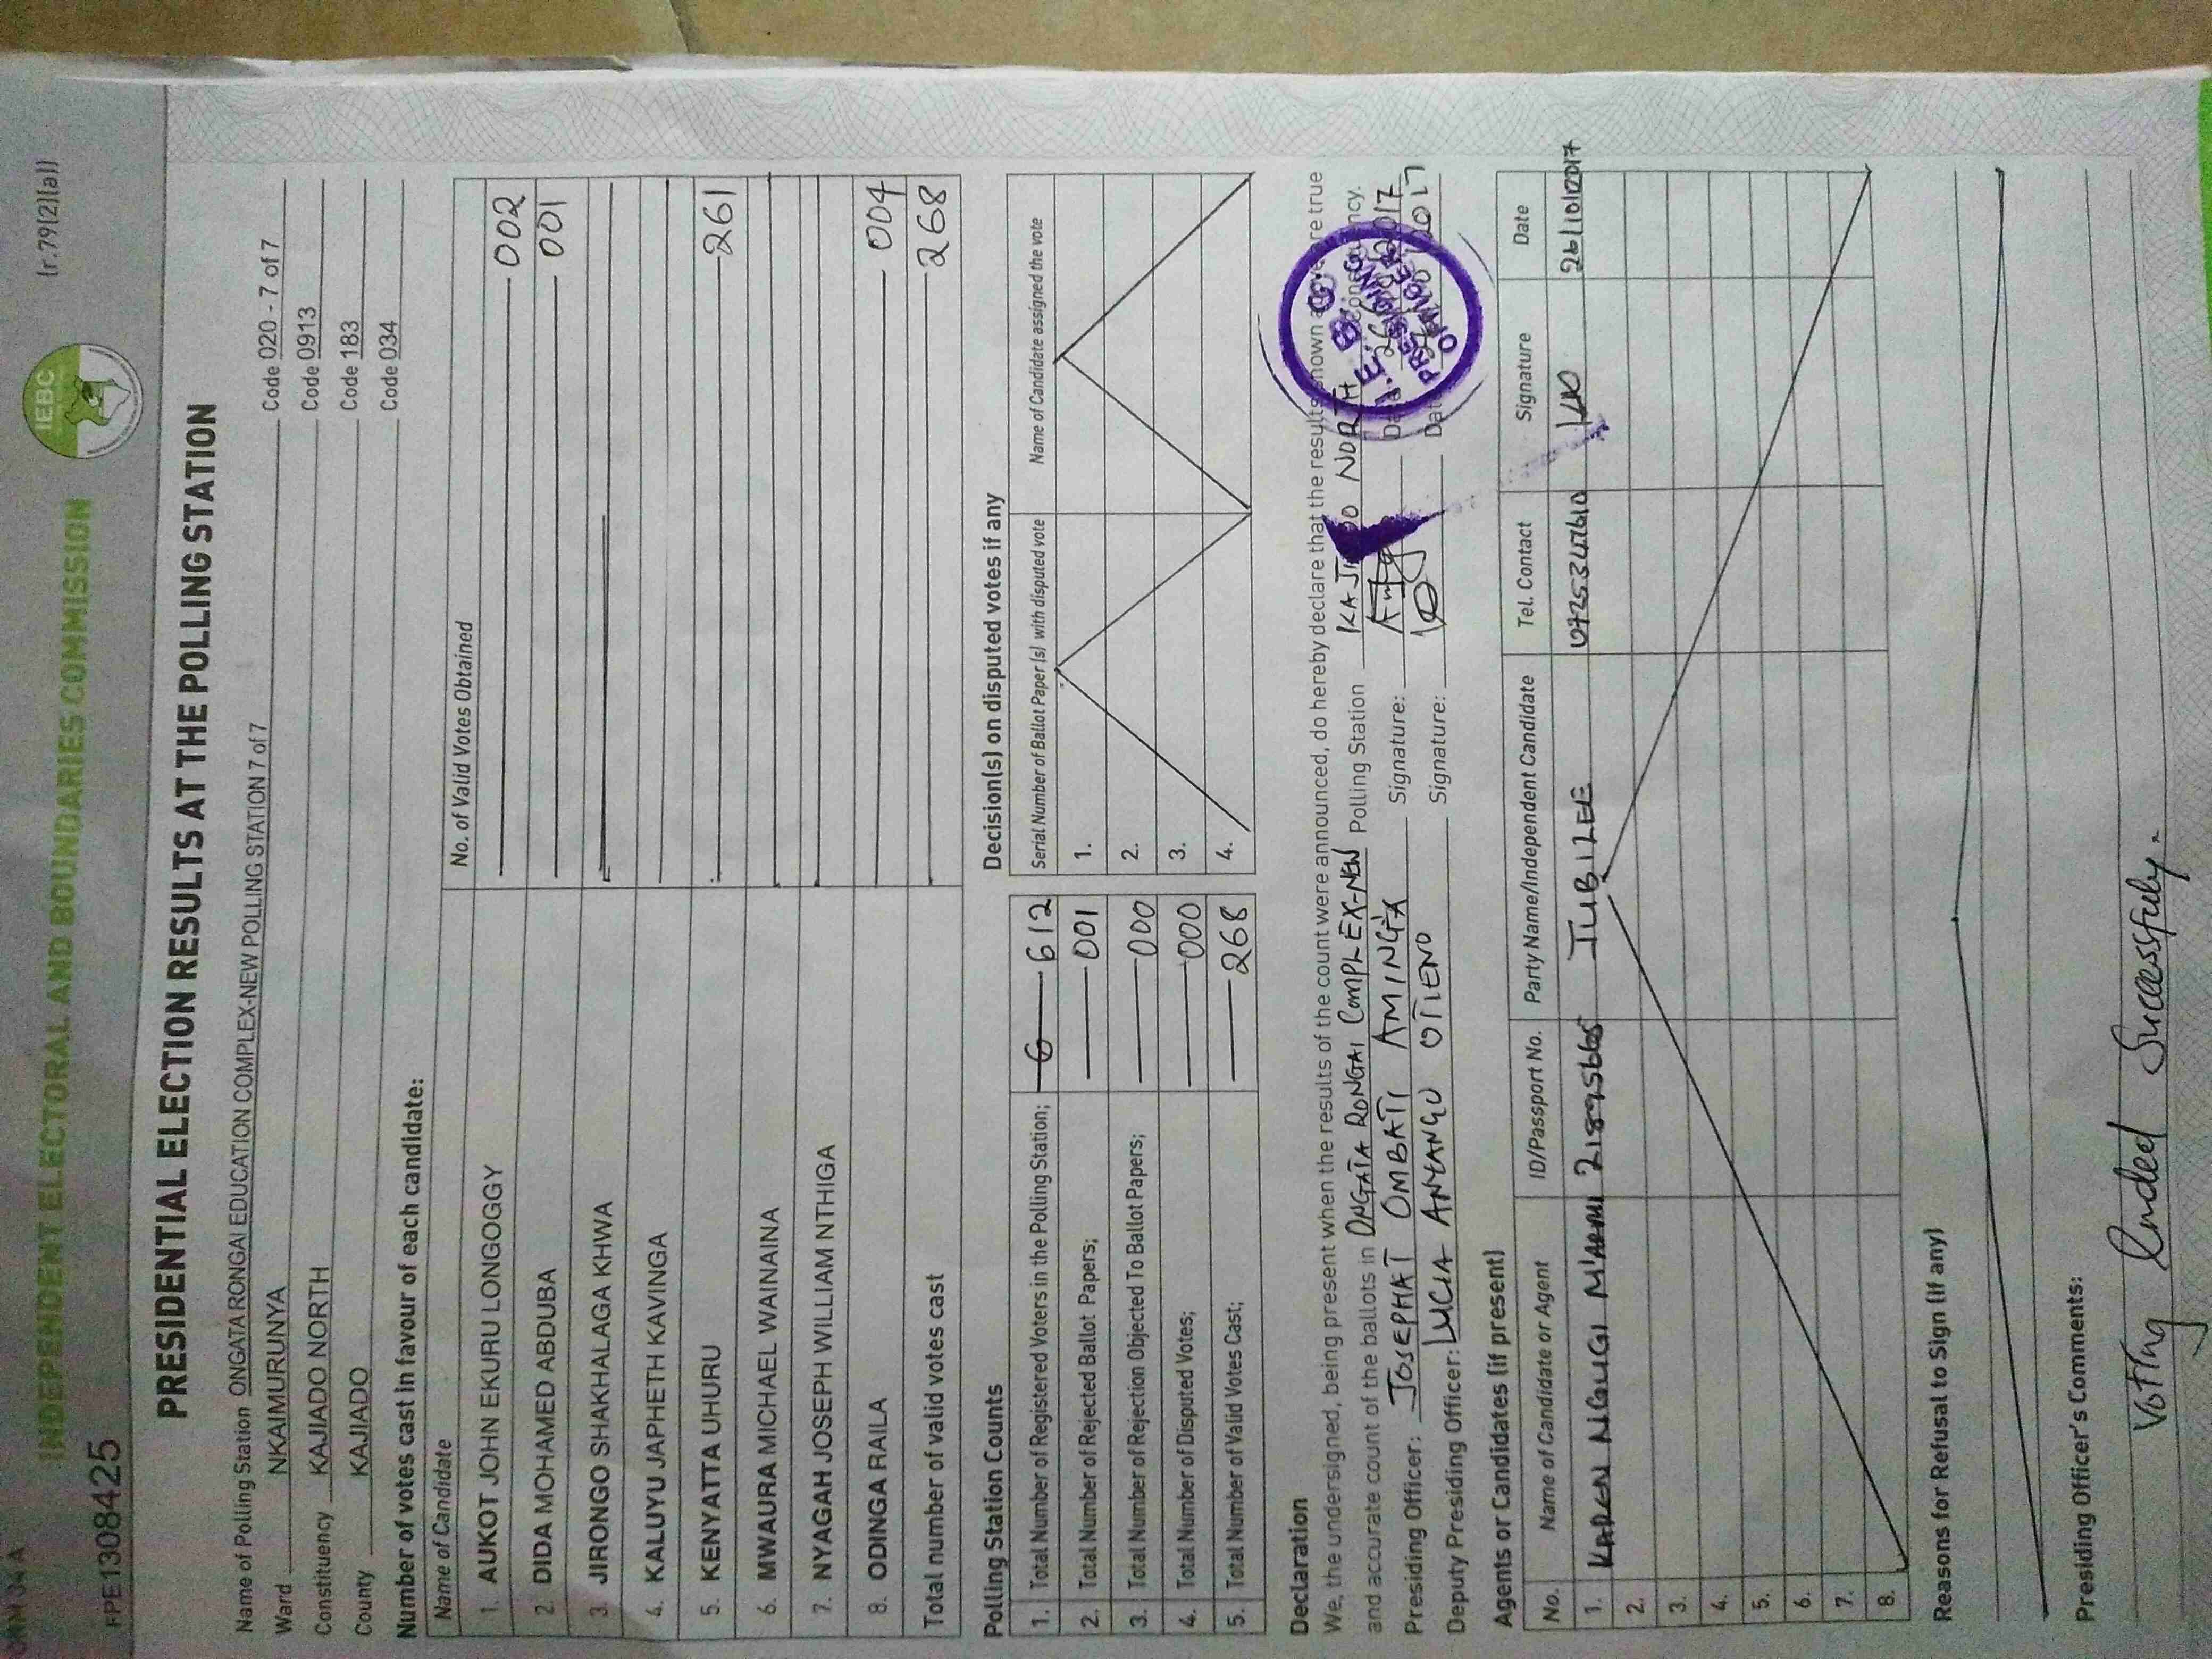 FORM 34 A
INDEPENDENT ELECTORAL AND BOUNDARIES COMMISSION
IEBC
(r.79(2)(a))
PPE1308425
PRESIDENTIAL ELECTION RESULTS AT THE POLLING STATION
Name of Polling Station ONGATA RONGAI EDUCATION COMPLEX-NEW POLLING STATION 7 of 7 Code 020 - 7 of 7
Ward NKAIMURUNYA Code 0913
Constituency KAJIADO NORTH Code 183
County KAJIADO Code 034
Number of votes cast in favour of each candidate:
Name of Candidate No. of Valid Votes Obtained
1. AUKOT JOHN EKURU LONGOGGY 002
2. DIDA MOHAMED ABDUBA 001
3. JIRONGO SHAKHALAGA KHWA
4. KALUYU JAPHETH KAVINGA
5. KENYATTA UHURU 261
6. MWAURA MICHAEL WAINAINA
7. NYAGAH JOSEPH WILLIAM NTHIGA
8. ODINGA RAILA 004
Total number of valid votes cast 268
Polling Station Counts
1. Total Number of Registered Voters in the Polling Station; 6 612
2. Total Number of Rejected Ballot Papers; 001
3. Total Number of Rejection Objected To Ballot Papers; 000
4. Total Number of Disputed Votes; 000
5. Total Number of Valid Votes Cast; 268
Decision(s) on disputed votes if any
Serial Number of Ballot Paper (s) with disputed vote Name of Candidate assigned the vote
1.
2.
3.
4.
Declaration
We, the undersigned, being present when the results of the count were announced, do hereby declare that the results shown above are true
and accurate count of the ballots in ONGATA RONGAI COMPLEX-NEW Polling Station KAJIADO NORTH Constituency.
Presiding Officer: JOSEPHAT OMBATI AMING'A Signature: Date 26 10 2017
Deputy Presiding Officer: LUCIA ANYANGO OTIENO Signature: Date 2017
I.E.B.C.
PRESIDING
OFFICER
Agents or Candidates (if present)
No. Name of Candidate or Agent ID/Passport No. Party Name/Independent Candidate Tel. Contact Signature Date
1. KAREN NGUGI 21895665 JUBILEE 0725347610 26/10/2017
2.
3.
4.
5.
6.
7.
8.
Reasons for Refusal to Sign (if any)
Presiding Officer's Comments:
Voting Ended Sucessfuly.